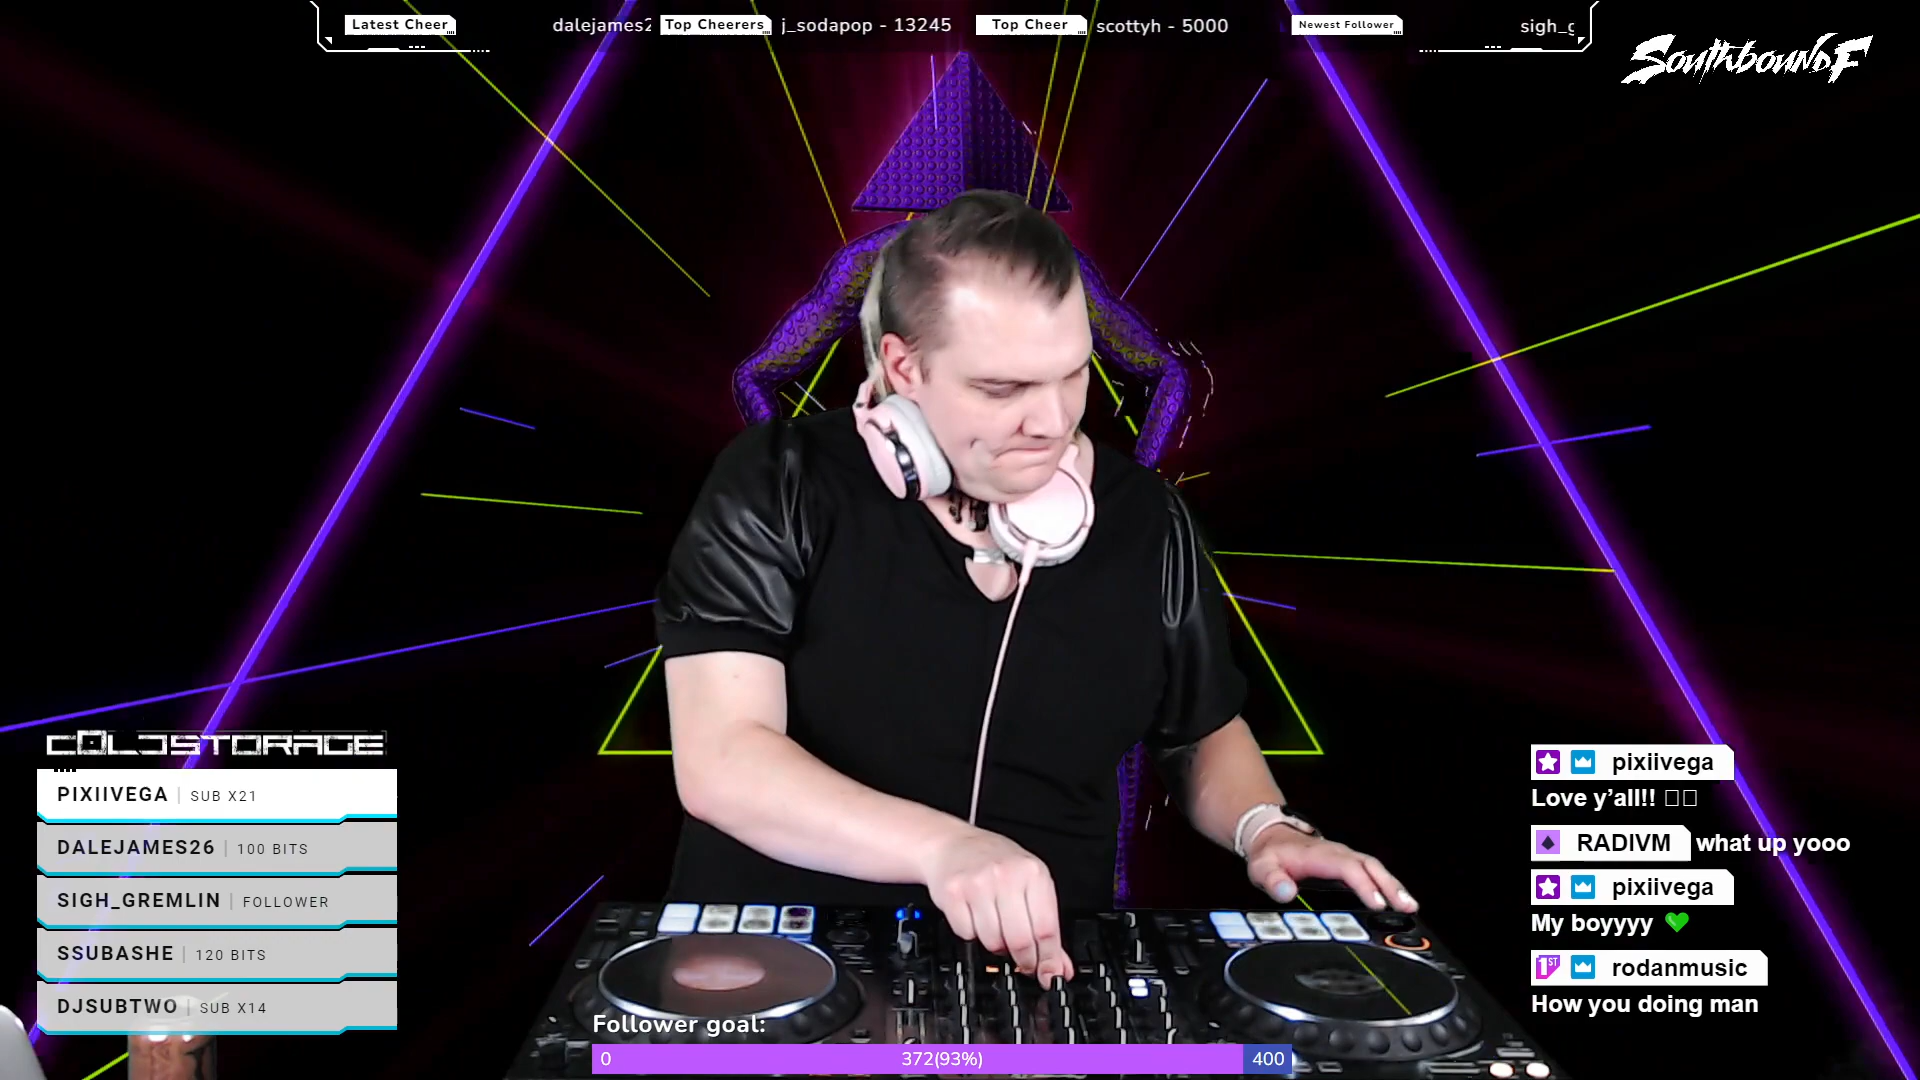 Latest Cheer dalejames2 Top Cheerers j_sodapop - 13245 Top Cheer scottyh - 5000 Newest Follower sigh_g
SouthbounDF
COLDSTORAGE
PIXIIVEGA | SUB X21
DALEJAMES26 | 100 BITS
SIGH_GREMLIN | FOLLOWER
SSUBASHE | 120 BITS
DJSUBTWO | SUB X14
Follower goal:
0 372(93%) 400
pixiivega
Love y’all!!
RADIVM what up yooo
pixiivega
My boyyyy 💚
1ST rodanmusic
How you doing man